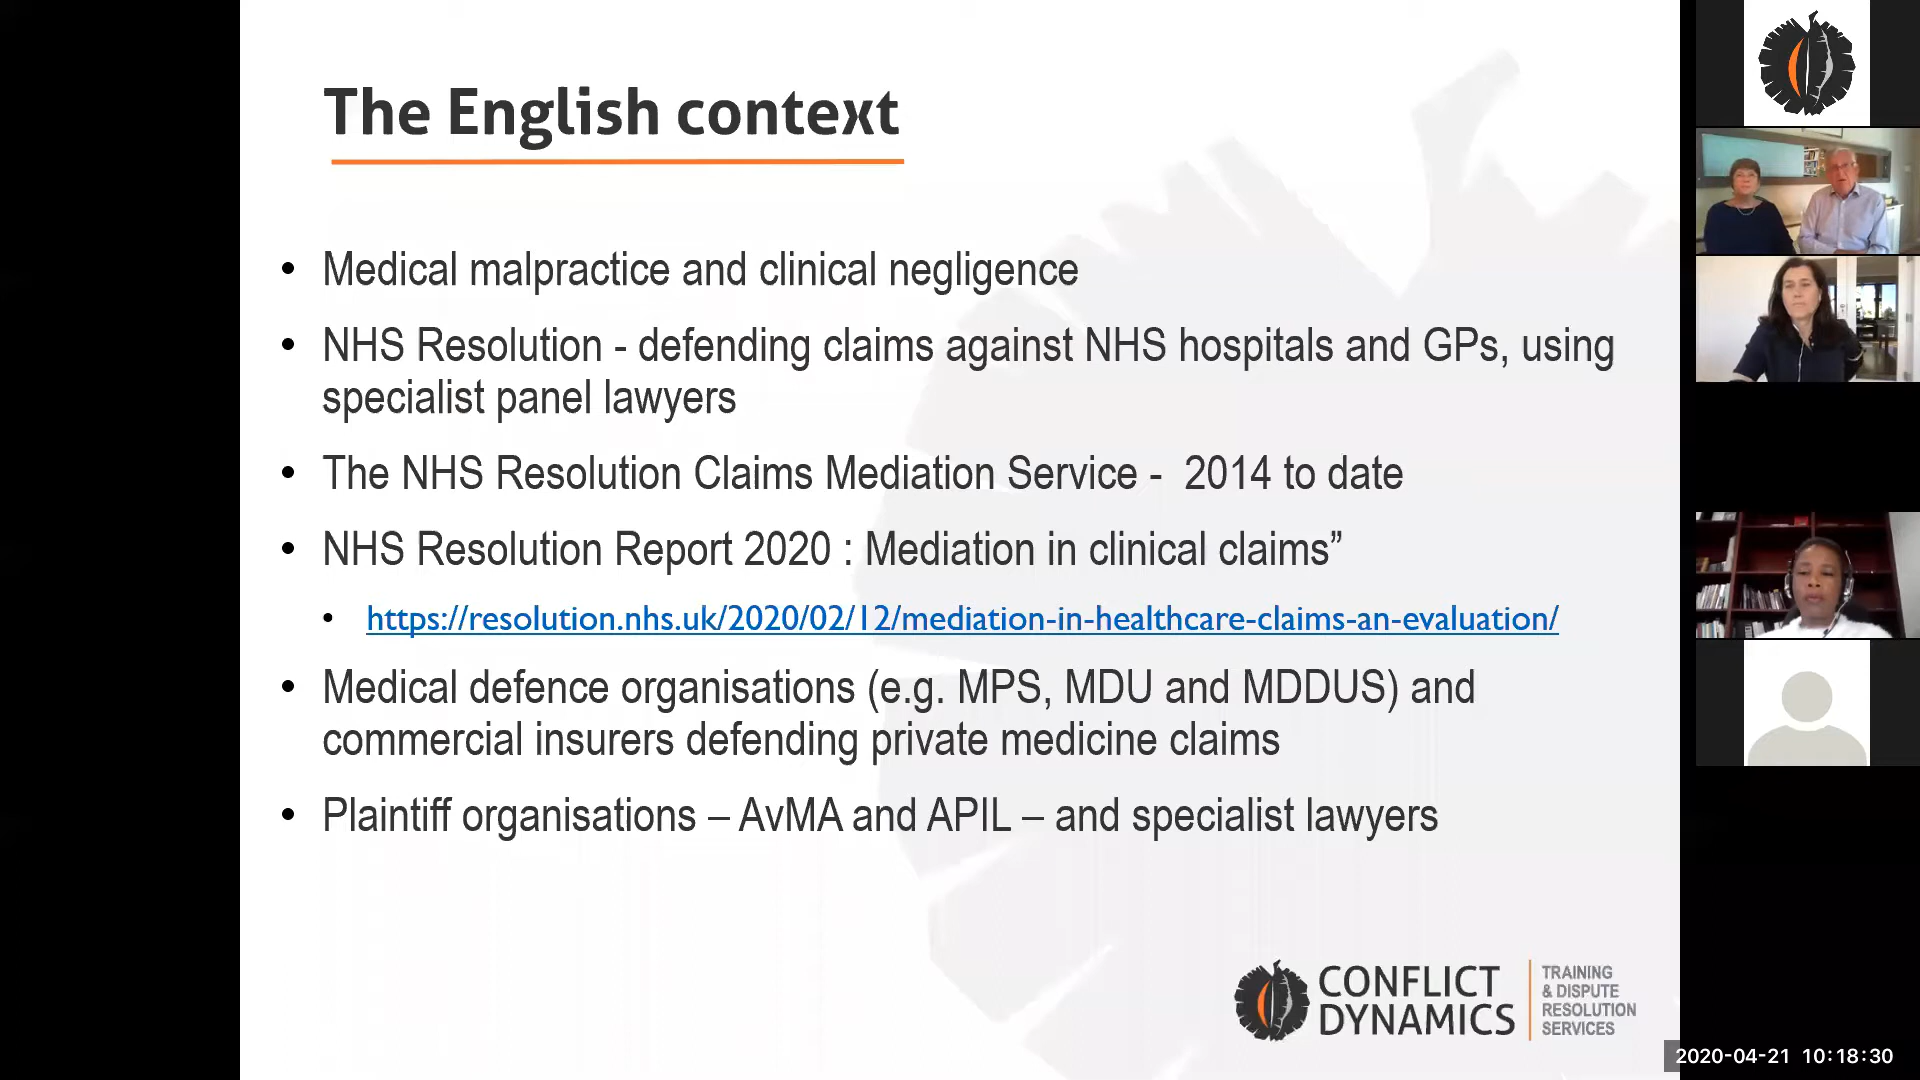 The English context
• Medical malpractice and clinical negligence
• NHS Resolution - defending claims against NHS hospitals and GPs, using
specialist panel lawyers
• The NHS Resolution Claims Mediation Service -  2014 to date
• NHS Resolution Report 2020 : Mediation in clinical claims”
• https://resolution.nhs.uk/2020/02/12/mediation-in-healthcare-claims-an-evaluation/
• Medical defence organisations (e.g. MPS, MDU and MDDUS) and
commercial insurers defending private medicine claims
• Plaintiff organisations – AvMA and APIL – and specialist lawyers
CONFLICT
DYNAMICS
TRAINING
& DISPUTE
RESOLUTION
SERVICES
2020-04-21 10:18:30